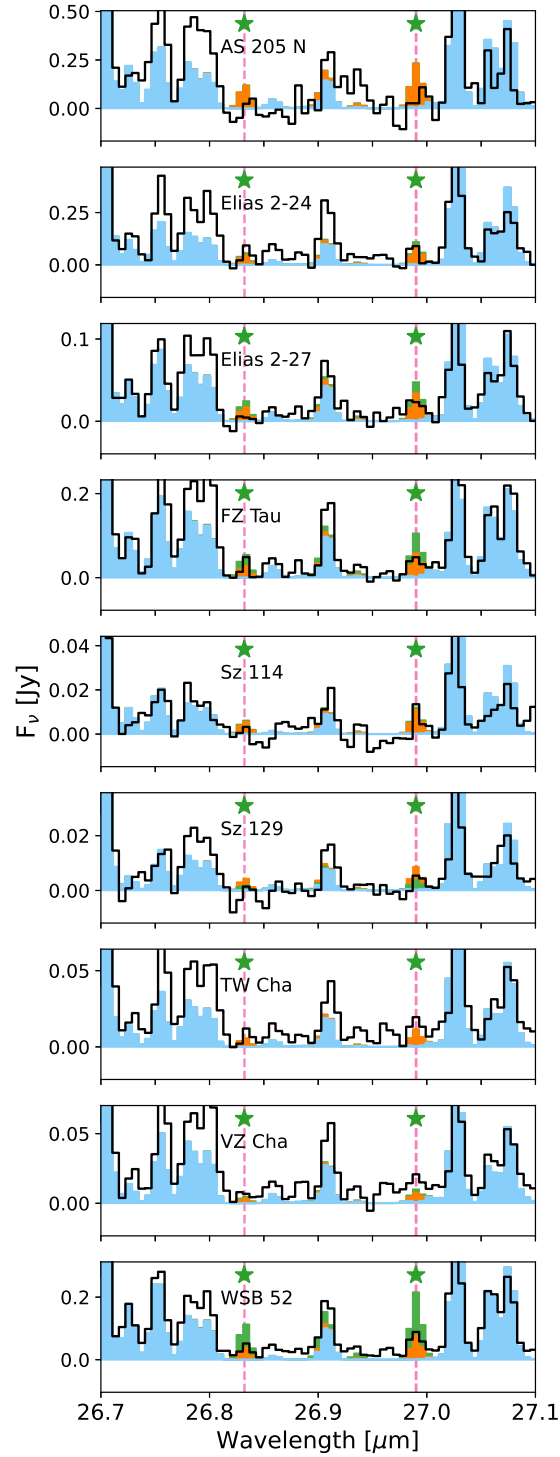 0.50
0.25
0.00
AS 205 N
0.25
0.00
Elias 2-24
0.1
0.0
Elias 2-27
0.2
0.0
FZ Tau
0.04
0.02
0.00
Sz 114
0.02
0.00
Sz 129
0.05
0.00
TW Cha
0.05
0.00
VZ Cha
0.2
0.0
WSB 52
F_ν [Jy]
26.7 26.8 26.9 27.0 27.1
Wavelength [μm]